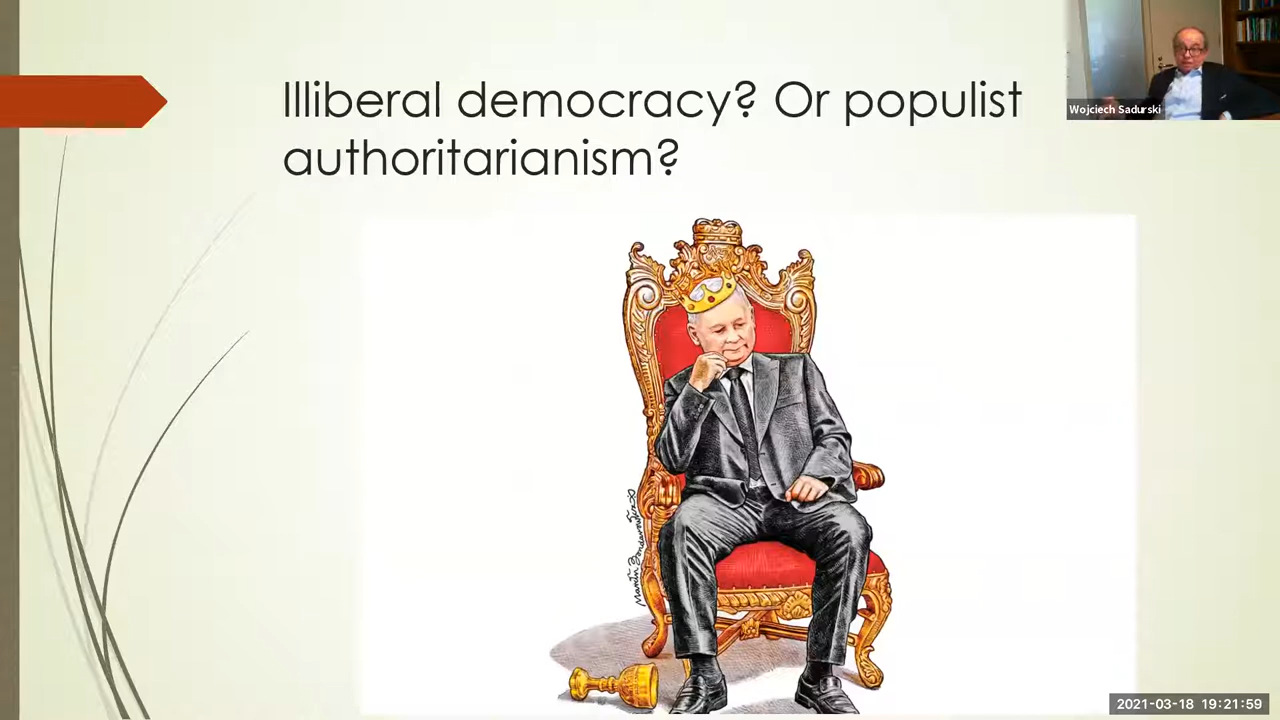 Illiberal democracy? Or populist
authoritarianism?
Wojciech Sadurski
2021-03-18 19:21:59